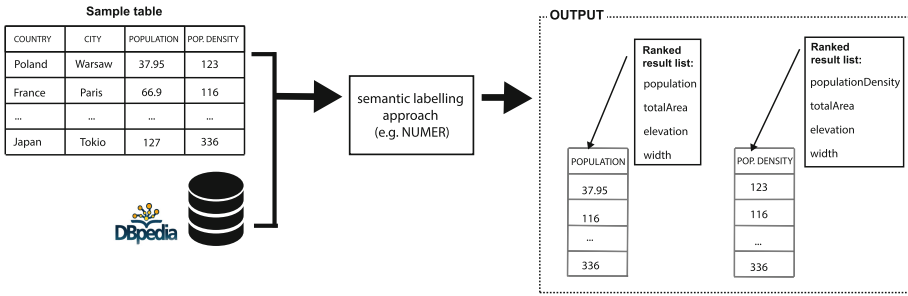 Sample table
COUNTRY CITY POPULATION POP. DENSITY
Poland Warsaw 37.95 123
France Paris 66.9 116
... ... ... ...
Japan Tokio 127 336
DBpedia
semantic labelling
approach
(e.g. NUMER)
OUTPUT
Ranked
result list:
population
totalArea
elevation
width
POPULATION
37.95
116
...
336
Ranked
result list:
populationDensity
totalArea
elevation
width
POP. DENSITY
123
116
...
336